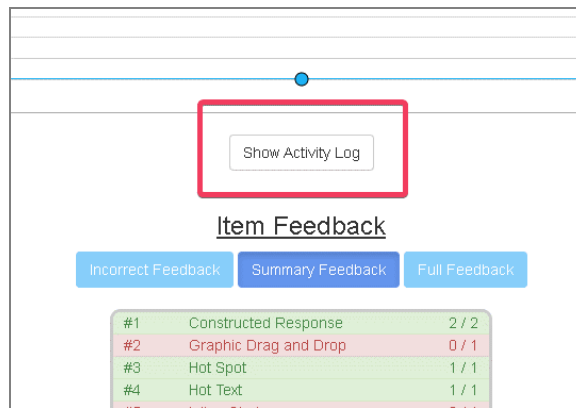 Show Activity Log
Item Feedback
Incorrect Feedback Summary Feedback Full Feedback
#1 Constructed Response 2 / 2
#2 Graphic Drag and Drop 0 / 1
#3 Hot Spot 1 / 1
#4 Hot Text 1 / 1